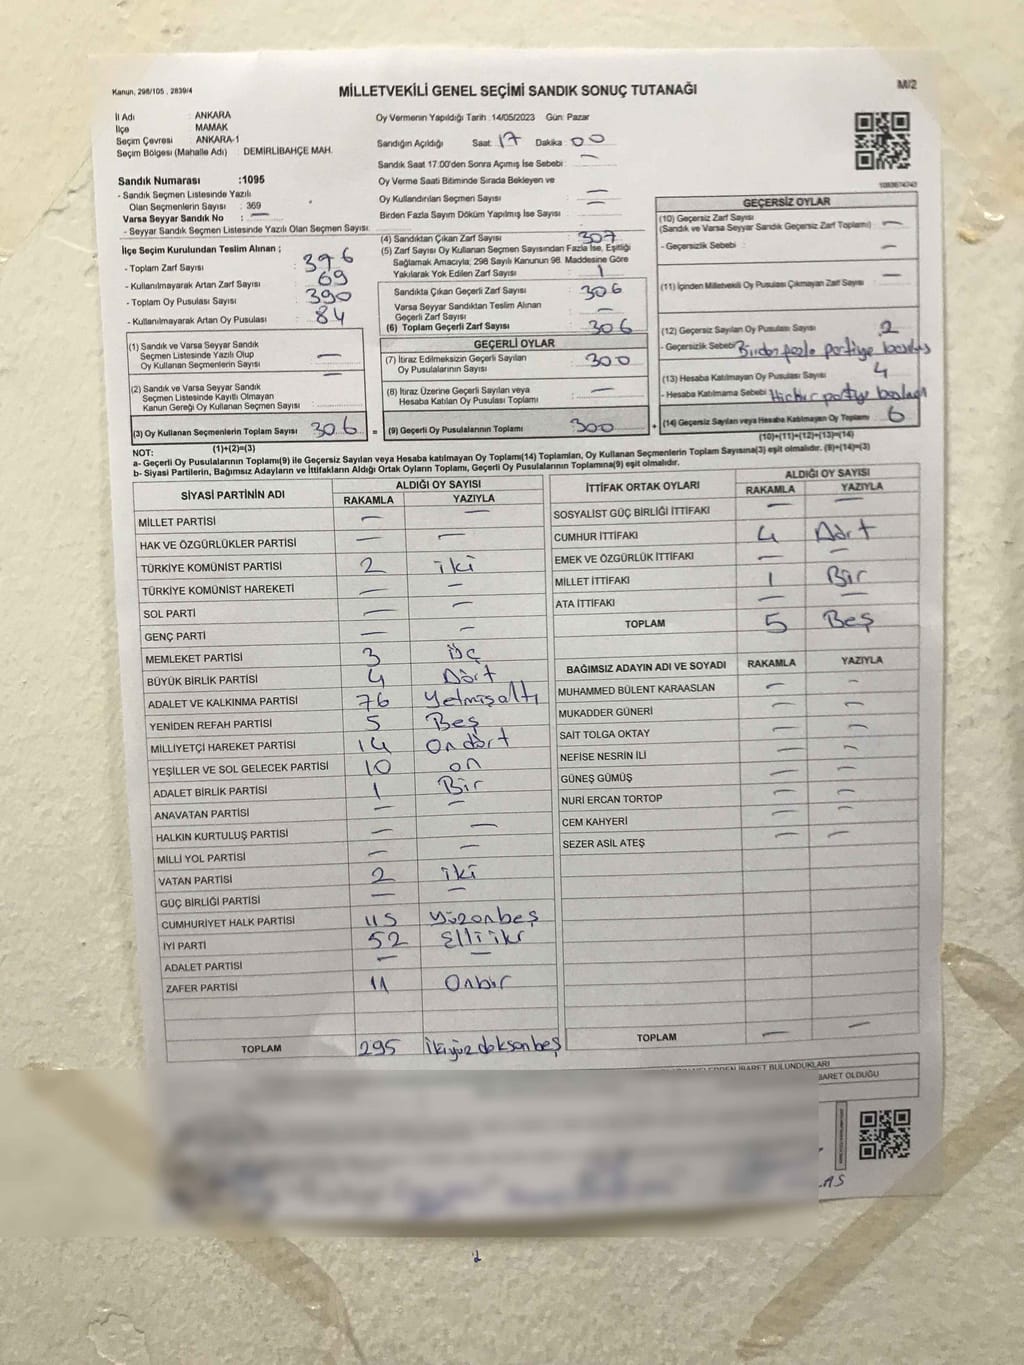 Kanun, 298/105 , 2839/4
MİLLETVEKİLİ GENEL SEÇİMİ SANDIK SONUÇ TUTANAĞI
M/2
İl Adı : ANKARA
İlçe : MAMAK
Seçim Çevresi : ANKARA-1
Seçim Bölgesi (Mahalle Adı) : DEMİRLİBAHÇE MAH.
Sandık Numarası :1095
- Sandık Seçmen Listesinde Yazılı
Olan Seçmenlerin Sayısı : 369
Varsa Seyyar Sandık No : —
- Seyyar Sandık Seçmen Listesinde Yazılı Olan Seçmen Sayısı
Oy Vermenin Yapıldığı Tarih :14/05/2023 Gün: Pazar
Sandığın Açıldığı Saat: 17 Dakika: 00
Sandık Saat 17:00'den Sonra Açımış İse Sebebi: —
Oy Verme Saati Bitiminde Sırada Bekleyen ve
Oy Kullandırılan Seçmen Sayısı : —
Birden Fazla Sayım Döküm Yapılmış İse Sayısı : —
İlçe Seçim Kurulundan Teslim Alınan ;
- Toplam Zarf Sayısı : 396
- Kullanılmayarak Artan Zarf Sayısı : 69
- Toplam Oy Pusulası Sayısı : 390
- Kullanılmayarak Artan Oy Pusulası : 84
(1) Sandık ve Varsa Seyyar Sandık
Seçmen Listesinde Yazılı Olup
Oy Kullanan Seçmenlerin Sayısı : —
(2) Sandık ve Varsa Seyyar Sandık
Seçmen Listesinde Kayıtlı Olmayan
Kanun Gereği Oy Kullanan Seçmen Sayısı : —
(3) Oy Kullanan Seçmenlerin Toplam Sayısı 306
(1)+(2)=(3)
(4) Sandıktan Çıkan Zarf Sayısı : 307
(5) Zarf Sayısı Oy Kullanan Seçmen Sayısından Fazla İse, Eşitliği
Sağlamak Amacıyla; 298 Sayılı Kanunun 98. Maddesine Göre
Yakılarak Yok Edilen Zarf Sayısı : 1
Sandıkta Çıkan Geçerli Zarf Sayısı : 306
Varsa Seyyar Sandıktan Teslim Alınan
Geçerli Zarf Sayısı : —
(6) Toplam Geçerli Zarf Sayısı : 306
GEÇERLİ OYLAR
(7) İtiraz Edilmeksizin Geçerli Sayılan
Oy Pusulalarının Sayısı : 300
(8) İtiraz Üzerine Geçerli Sayılan veya
Hesaba Katılan Oy Pusulası Toplamı : —
= (9) Geçerli Oy Pusulalarının Toplamı : 300
GEÇERSİZ OYLAR
(10) Geçersiz Zarf Sayısı
(Sandık ve Varsa Seyyar Sandık Geçersiz Zarf Toplamı) : —
- Geçersizlik Sebebi : —
(11) İçinden Milletvekili Oy Pusulası Çıkmayan Zarf Sayısı : —
(12) Geçersiz Sayılan Oy Pusulası Sayısı : 2
- Geçersizlik Sebebi : Birden fazla partiye
(13) Hesaba Katılmayan Oy Pusulası Sayısı : 4
- Hesaba Katılmama Sebebi : Hiçbir partiye
+ (14) Geçersiz Sayılan veya Hesaba Katılmayan Oy Toplamı : 6
(10)+(11)+(12)+(13)=(14)
NOT:
a- Geçerli Oy Pusulalarının Toplamı(9) ile Geçersiz Sayılan veya Hesaba katılmayan Oy Toplam(14) Toplamları, Oy Kullanan Seçmenlerin Toplam Sayısına(3) eşit olmalıdır. (9)+(14)=(3)
b- Siyasi Partilerin, Bağımsız Adayların ve İttifakların Aldığı Ortak Oyların Toplamı, Geçerli Oy Pusulalarının Toplamına(9) eşit olmalıdır.
SİYASİ PARTİNİN ADI ALDIĞI OY SAYISI
RAKAMLA YAZIYLA
MİLLET PARTİSİ — —
HAK VE ÖZGÜRLÜKLER PARTİSİ — —
TÜRKİYE KOMÜNİST PARTİSİ 2 iki
TÜRKİYE KOMÜNİST HAREKETİ — —
SOL PARTİ — —
GENÇ PARTİ — —
MEMLEKET PARTİSİ 3 Üç
BÜYÜK BİRLİK PARTİSİ 4 Dört
ADALET VE KALKINMA PARTİSİ 76 Yetmişaltı
YENİDEN REFAH PARTİSİ 5 Beş
MİLLİYETÇİ HAREKET PARTİSİ 14 Ondört
YEŞİLLER VE SOL GELECEK PARTİSİ 10 on
ADALET BİRLİK PARTİSİ 1 Bir
ANAVATAN PARTİSİ — —
HALKIN KURTULUŞ PARTİSİ — —
MİLLİ YOL PARTİSİ — —
VATAN PARTİSİ 2 iki
GÜÇ BİRLİĞİ PARTİSİ — —
CUMHURİYET HALK PARTİSİ 115 yüzonbeş
İYİ PARTİ 52 Elliiki
ADALET PARTİSİ — —
ZAFER PARTİSİ 11 Onbir
TOPLAM 295 ikiyüzdoksanbeş
İTTİFAK ORTAK OYLARI ALDIĞI OY SAYISI
RAKAMLA YAZIYLA
SOSYALİST GÜÇ BİRLİĞİ İTTİFAKI — —
CUMHUR İTTİFAKI 4 Dört
EMEK VE ÖZGÜRLÜK İTTİFAKI — —
MİLLET İTTİFAKI 1 Bir
ATA İTTİFAKI — —
TOPLAM 5 Beş
BAĞIMSIZ ADAYIN ADI VE SOYADI RAKAMLA YAZIYLA
MUHAMMED BÜLENT KARAASLAN — —
MUKADDER GÜNERİ — —
SAİT TOLGA OKTAY — —
NEFİSE NESRİN İLİ — —
GÜNEŞ GÜMÜŞ — —
NURİ ERCAN TORTOP — —
CEM KAHYERİ — —
SEZER ASİL ATEŞ — —
TOPLAM — —
BULUNDUKLARI
OLDUĞU